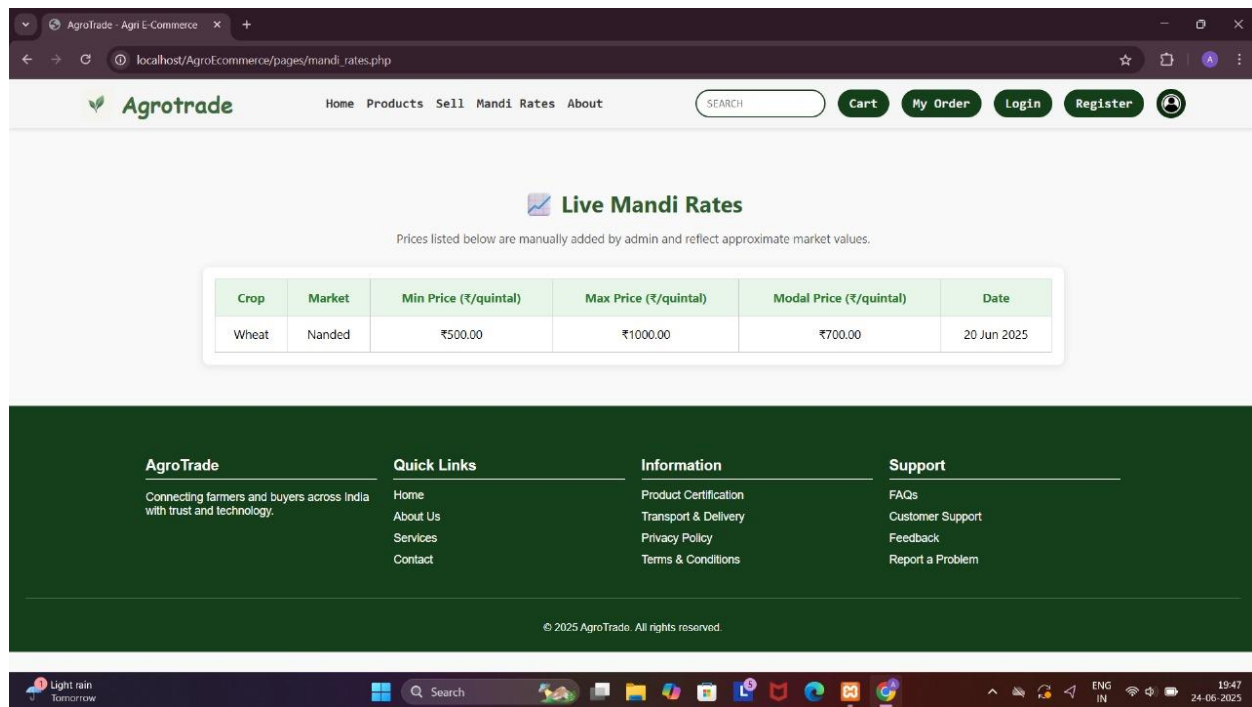 AgroTrade - Agri E-Commerce
localhost/AgroEcommerce/pages/mandi_rates.php
A
Agrotrade
Home Products Sell Mandi Rates About
SEARCH
Cart
My Order
Login
Register
Live Mandi Rates
Prices listed below are manually added by admin and reflect approximate market values.
Crop Market Min Price (₹/quintal) Max Price (₹/quintal) Modal Price (₹/quintal) Date
Wheat Nanded ₹500.00 ₹1000.00 ₹700.00 20 Jun 2025
AgroTrade
Connecting farmers and buyers across India
with trust and technology.
Quick Links
Home
About Us
Services
Contact
Information
Product Certification
Transport & Delivery
Privacy Policy
Terms & Conditions
Support
FAQs
Customer Support
Feedback
Report a Problem
© 2025 AgroTrade. All rights reserved.
1
Light rain
Tomorrow
Search
L
5
ENG
IN
19:47
24-06-2025